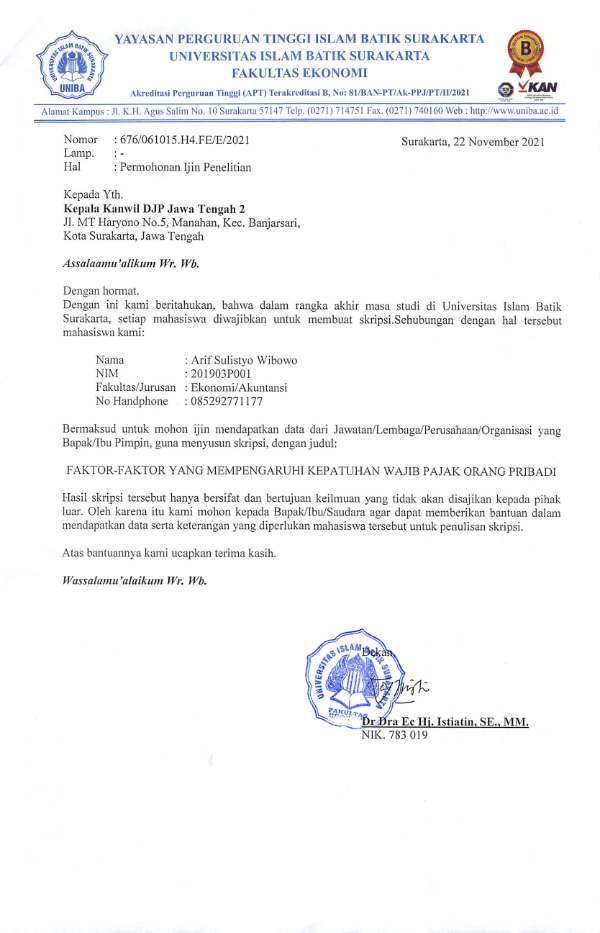 YAYASAN PERGURUAN TINGGI ISLAM BATIK SURAKARTA
UNIVERSITAS ISLAM BATIK SURAKARTA
FAKULTAS EKONOMI
Akreditasi Perguruan Tinggi (APT) Terakreditasi B, No: 81/BAN-PT/Ak-PPJ/PT/II/2021
UNIVERSITAS ISLAM BATIK SURAKARTA
UNIBA
B
KAN
Alamat Kampus : Jl. K.H. Agus Salim No. 10 Surakarta 57147 Telp. (0271) 714751 Fax. (0271) 740160 Web : http://www.uniba.ac.id
Nomor : 676/061015.H4.FE/E/2021
Surakarta, 22 November 2021
Lamp. : -
Hal : Permohonan Ijin Penelitian
Kepada Yth.
Kepala Kanwil DJP Jawa Tengah 2
Jl. MT Haryono No.5, Manahan, Kec. Banjarsari,
Kota Surakarta, Jawa Tengah
Assalaamu'alikum Wr. Wb.
Dengan hormat.
Dengan ini kami beritahukan, bahwa dalam rangka akhir masa studi di Universitas Islam Batik
Surakarta, setiap mahasiswa diwajibkan untuk membuat skripsi.Sehubungan dengan hal tersebut
mahasiswa kami:
Nama : Arif Sulistyo Wibowo
NIM : 201903P001
Fakultas/Jurusan : Ekonomi/Akuntansi
No Handphone : 085292771177
Bermaksud untuk mohon ijin mendapatkan data dari Jawatan/Lembaga/Perusahaan/Organisasi yang
Bapak/Ibu Pimpin, guna menyusun skripsi, dengan judul:
FAKTOR-FAKTOR YANG MEMPENGARUHI KEPATUHAN WAJIB PAJAK ORANG PRIBADI
Hasil skripsi tersebut hanya bersifat dan bertujuan keilmuan yang tidak akan disajikan kepada pihak
luar. Oleh karena itu kami mohon kepada Bapak/Ibu/Saudara agar dapat memberikan bantuan dalam
mendapatkan data serta keterangan yang diperlukan mahasiswa tersebut untuk penulisan skripsi.
Atas bantuannya kami ucapkan terima kasih.
Wassalamu'alaikum Wr. Wb.
Dekan,
UNIVERSITAS ISLAM BATIK SURAKARTA
FAKULTAS
Dr Dra Ec Hj. Istiatin, SE., MM.
NIK. 783 019